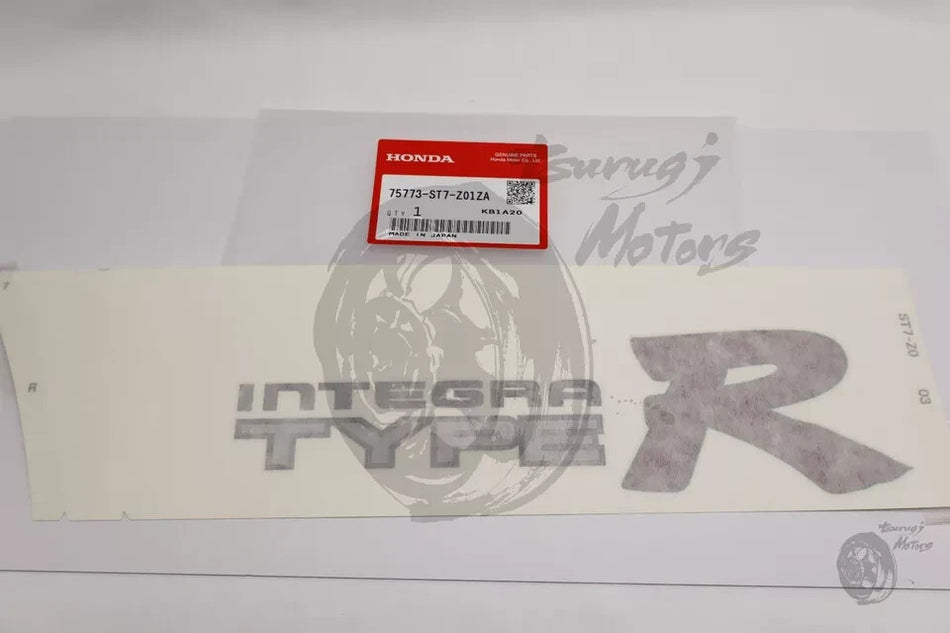 HONDA
GENUINE PARTS
Honda Motor Co., Ltd.
75773-ST7-Z01ZA
QTY 1 KB1A20
MADE IN JAPAN
tsurugi
Motors
1
R
ST7-Z0 03
INTEGRA
TYPE R
tsurugi
Motors